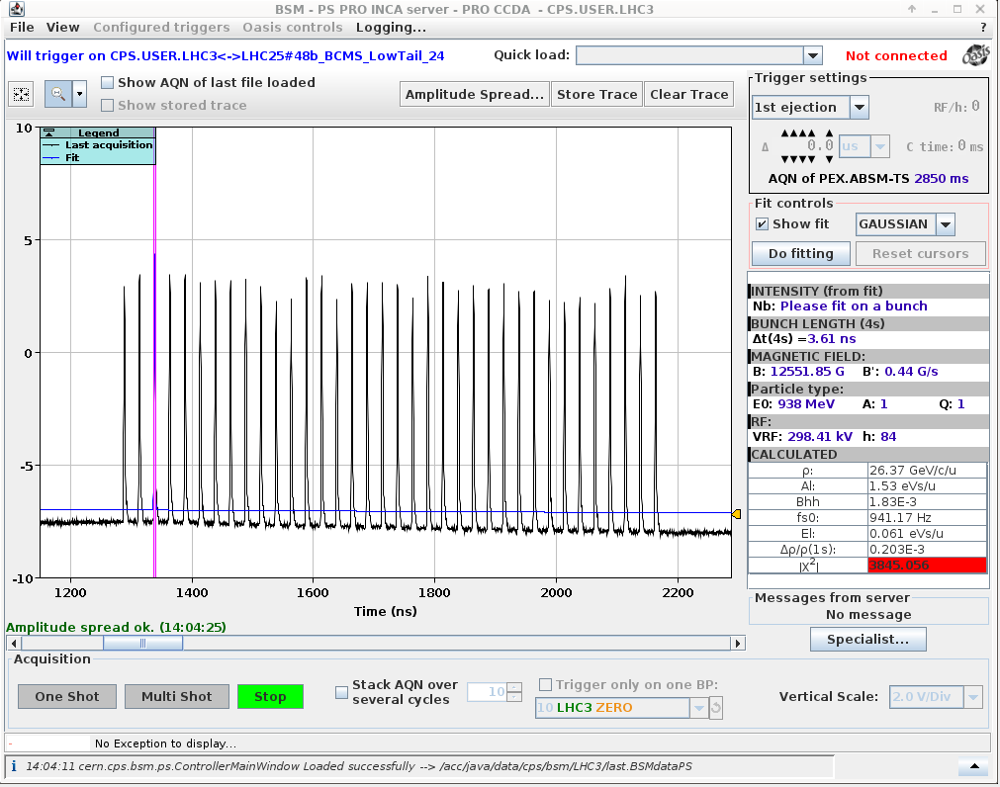 BSM - PS PRO INCA server - PRO CCDA - CPS.USER.LHC3
File View Configured triggers Oasis controls Logging...
?
Will trigger on CPS.USER.LHC3<->LHC25#48b_BCMS_LowTail_24
Quick load:
Not connected
Oasis
Show AQN of last file loaded
Show stored trace
Amplitude Spread...
Store Trace
Clear Trace
Legend
Last acquisition
Fit
10
5
0
-5
-10
1200 1400 1600 1800 2000 2200
Time (ns)
Amplitude spread ok. (14:04:25)
Trigger settings
1st ejection
RF/h: 0
Δ 0.0 us C time: 0 ms
AQN of PEX.ABSM-TS 2850 ms
Fit controls
Show fit
GAUSSIAN
Do fitting
Reset cursors
INTENSITY (from fit)
Nb: Please fit on a bunch
BUNCH LENGTH (4s)
Δt(4s) =3.61 ns
MAGNETIC FIELD:
B: 12551.85 G B': 0.44 G/s
Particle type:
E0: 938 MeV A: 1 Q: 1
RF:
VRF: 298.41 kV h: 84
CALCULATED
ρ: 26.37 GeV/c/u
Al: 1.53 eVs/u
Bhh 1.83E-3
fs0: 941.17 Hz
El: 0.061 eVs/u
Δρ/ρ(1s): 0.203E-3
|X²| 3845.056
Messages from server
No message
Specialist...
Acquisition
One Shot
Multi Shot
Stop
Stack AQN over
several cycles
10
Trigger only on one BP:
10 LHC3 ZERO
Vertical Scale:
2.0 V/Div
-
No Exception to display...
i 14:04:11 cern.cps.bsm.ps.ControllerMainWindow Loaded successfully --> /acc/java/data/cps/bsm/LHC3/last.BSMdataPS